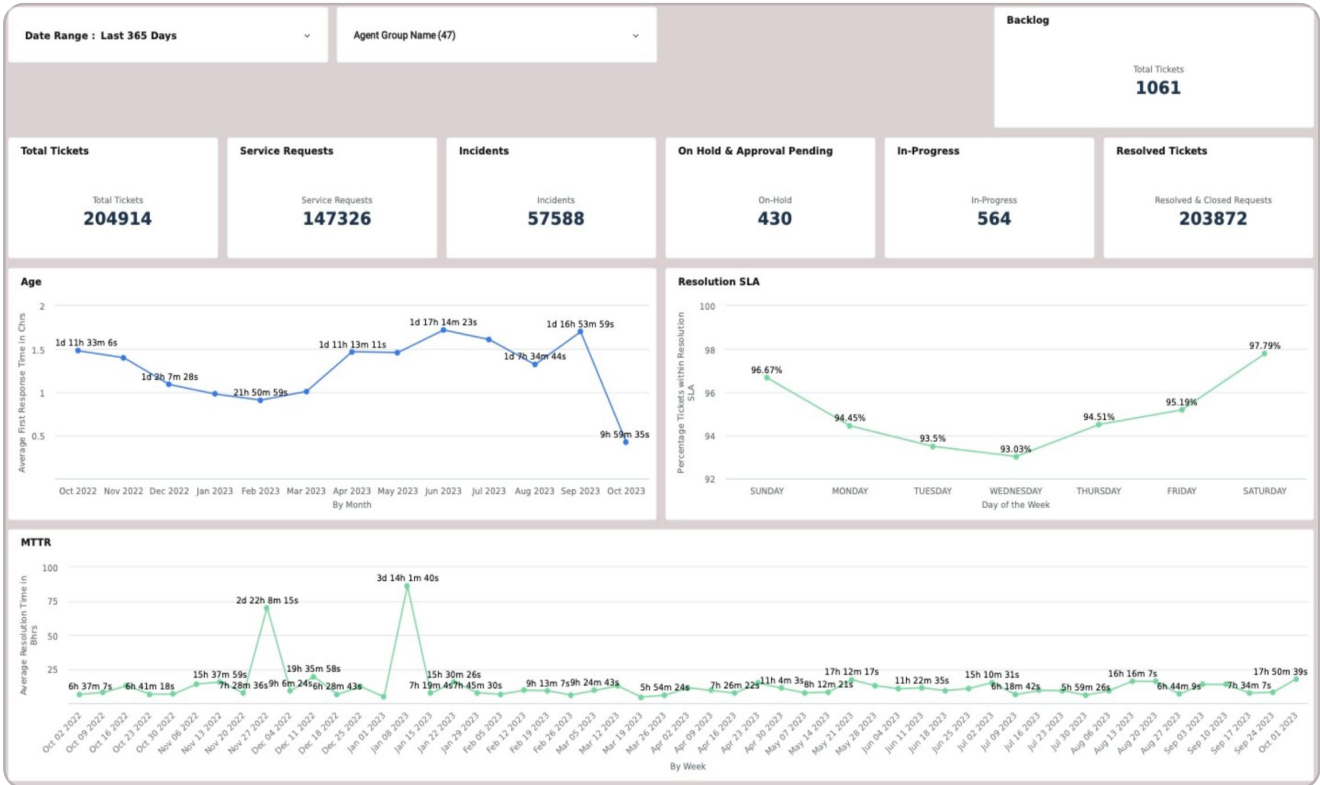 Date Range : Last 365 Days
Agent Group Name (47)
Backlog
Total Tickets
1061
Total Tickets
Total Tickets
204914
Service Requests
Service Requests
147326
Incidents
Incidents
57588
On Hold & Approval Pending
On-Hold
430
In-Progress
In-Progress
564
Resolved Tickets
Resolved & Closed Requests
203872
Age
Average First Response Time in Chrs
2
1.5
1
0.5
1d 11h 33m 6s
1d 2h 7m 28s
21h 50m 59s
1d 11h 13m 11s
1d 17h 14m 23s
1d 7h 34m 44s
1d 16h 53m 59s
9h 59m 35s
Oct 2022 Nov 2022 Dec 2022 Jan 2023 Feb 2023 Mar 2023 Apr 2023 May 2023 Jun 2023 Jul 2023 Aug 2023 Sep 2023 Oct 2023
By Month
Resolution SLA
Percentage Tickets within Resolution
SLA
100
98
96
94
92
96.67%
94.45%
93.5%
93.03%
94.51%
95.19%
97.79%
SUNDAY MONDAY TUESDAY WEDNESDAY THURSDAY FRIDAY SATURDAY
Day of the Week
MTTR
Average Resolution Time in
Bhrs
100
75
50
25
6h 37m 7s
6h 41m 18s
15h 37m 59s
7h 28m 36s
2d 22h 8m 15s
9h 6m 24s
19h 35m 58s
6h 28m 43s
3d 14h 1m 40s
7h 19m 4s
15h 30m 26s
7h 45m 30s
9h 13m 7s
9h 24m 43s
5h 54m 24s
7h 26m 22s
11h 4m 3s
8h 12m 21s
17h 12m 17s
11h 22m 35s
15h 10m 31s
6h 18m 42s
5h 59m 26s
16h 16m 7s
6h 44m 9s
7h 34m 7s
17h 50m 39s
Oct 02 2022 Oct 09 2022 Oct 16 2022 Oct 23 2022 Oct 30 2022 Nov 06 2022 Nov 13 2022 Nov 20 2022 Nov 27 2022 Dec 04 2022 Dec 11 2022 Dec 18 2022 Dec 25 2022 Jan 01 2023 Jan 08 2023 Jan 15 2023 Jan 22 2023 Jan 29 2023 Feb 05 2023 Feb 12 2023 Feb 19 2023 Feb 26 2023 Mar 05 2023 Mar 12 2023 Mar 19 2023 Mar 26 2023 Apr 02 2023 Apr 09 2023 Apr 16 2023 Apr 23 2023 Apr 30 2023 May 07 2023 May 14 2023 May 21 2023 May 28 2023 Jun 04 2023 Jun 11 2023 Jun 18 2023 Jun 25 2023 Jul 02 2023 Jul 09 2023 Jul 16 2023 Jul 23 2023 Jul 30 2023 Aug 06 2023 Aug 13 2023 Aug 20 2023 Aug 27 2023 Sep 03 2023 Sep 10 2023 Sep 17 2023 Sep 24 2023 Oct 01 2023
By Week